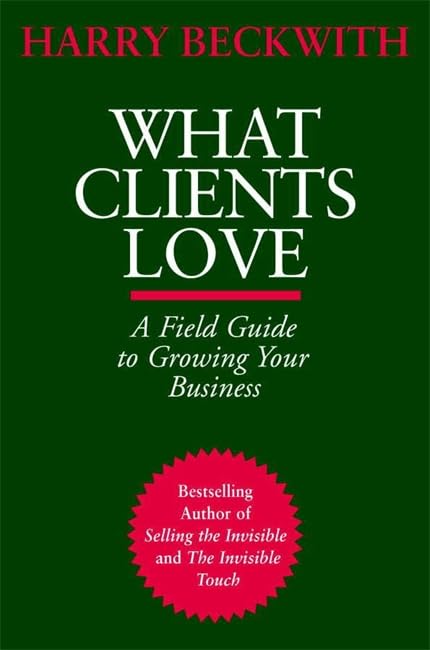 HARRY BECKWITH
WHAT
CLIENTS
LOVE
A Field Guide
to Growing Your
Business
Bestselling
Author of
Selling the Invisible
and The Invisible
Touch